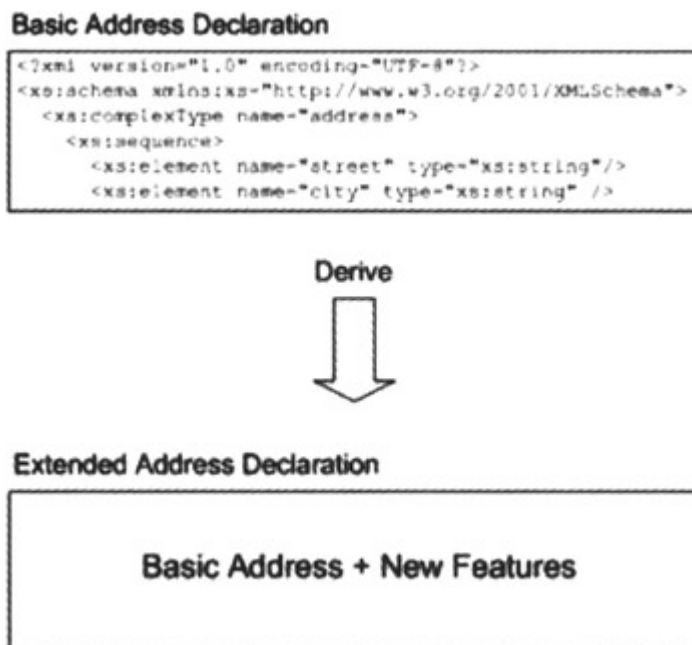 Basic Address Declaration
<?xml version="1.0" encoding="UTF-8"?>
<xs:schema xmlns:xs="http://www.w3.org/2001/XMLSchema">
<xs:complexType name="address">
<xs:sequence>
<xs:element name="street" type="xs:string"/>
<xs:element name="city" type="xs:string" />
Derive
Extended Address Declaration
Basic Address + New Features